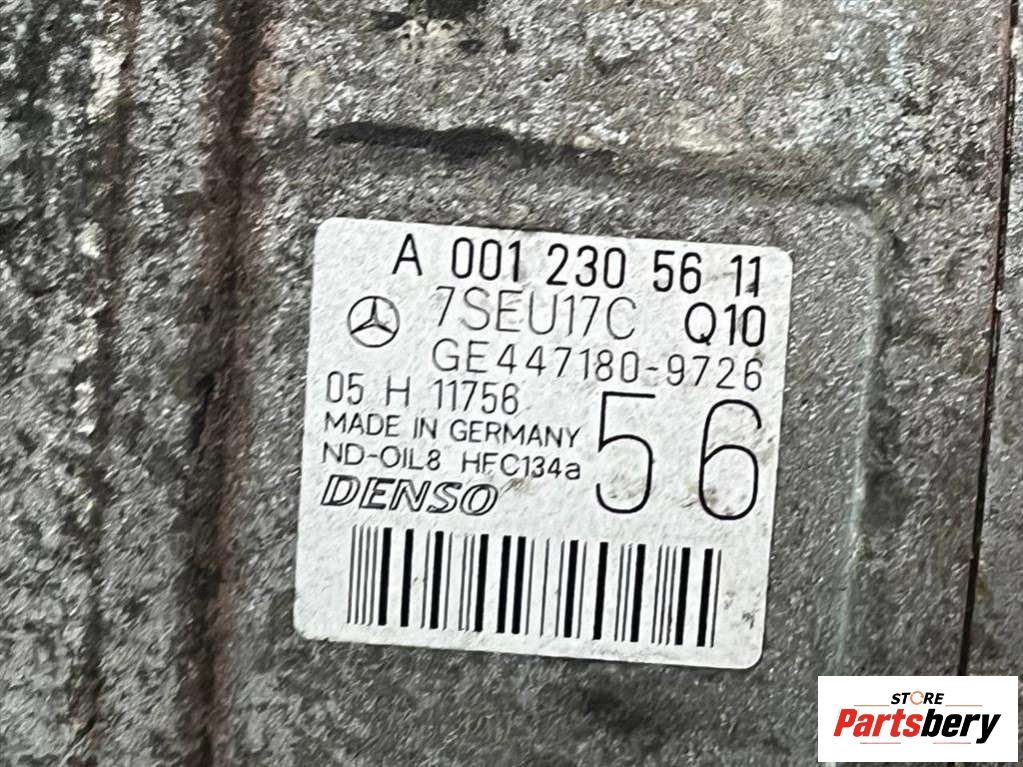 A 001 230 56 11
7SEU17C Q10
GE447180-9726
05 H 11756
MADE IN GERMANY
56
ND-OIL8 HFC134a
DENSO
STORE
Partsbery